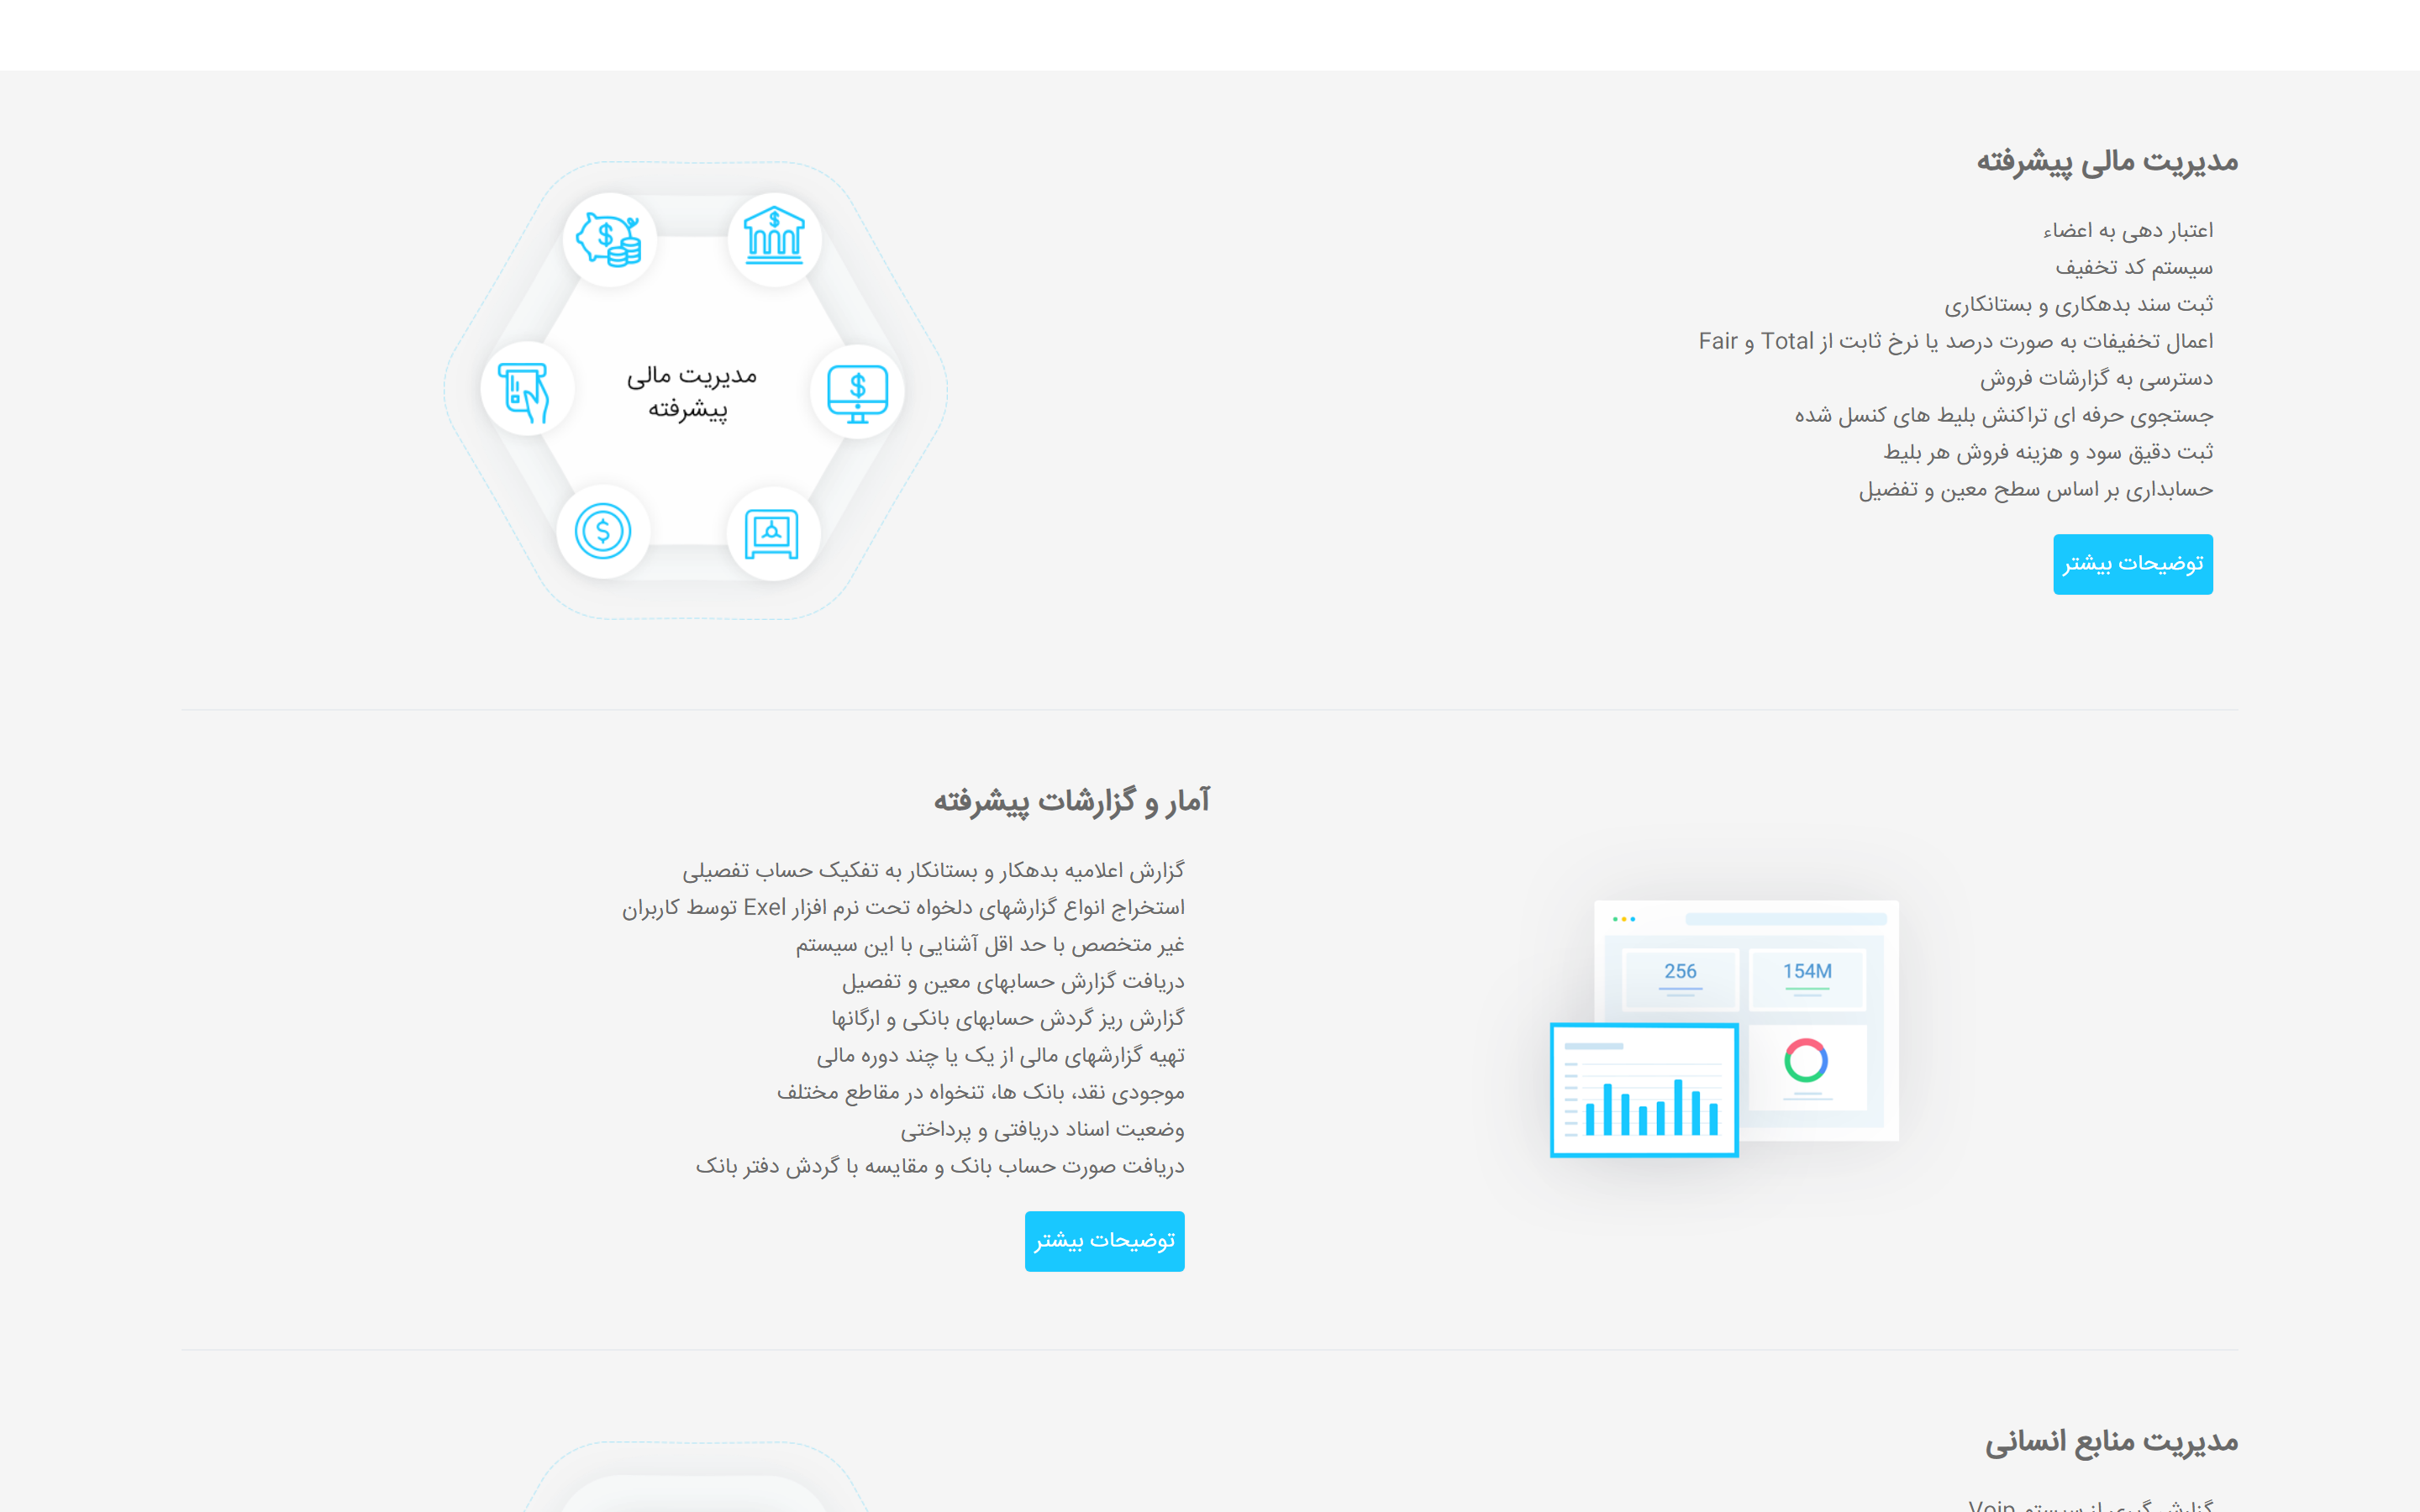 مدیریت مالی پیشرفته
اعتبار دهی به اعضاء
سیستم کد تخفیف
ثبت سند بدهکاری و بستانکاری
اعمال تخفیفات به صورت درصد یا نرخ ثابت از Total و Fair
دسترسی به گزارشات فروش
جستجوی حرفه ای تراکنش بلیط های کنسل شده
ثبت دقیق سود و هزینه فروش هر بلیط
حسابداری بر اساس سطح معین و تفضیل
توضیحات بیشتر
مدیریت مالی
پیشرفته
آمار و گزارشات پیشرفته
گزارش اعلامیه بدهکار و بستانکار به تفکیک حساب تفصیلی
استخراج انواع گزارشهای دلخواه تحت نرم افزار Exel توسط کاربران
غیر متخصص با حد اقل آشنایی با این سیستم
دریافت گزارش حسابهای معین و تفصیل
گزارش ریز گردش حسابهای بانکی و ارگانها
تهیه گزارشهای مالی از یک یا چند دوره مالی
موجودی نقد، بانک ها، تنخواه در مقاطع مختلف
وضعیت اسناد دریافتی و پرداختی
دریافت صورت حساب بانک و مقایسه با گردش دفتر بانک
توضیحات بیشتر
256
154M
مدیریت منابع انسانی
گزارش گیری از سیستم Voip